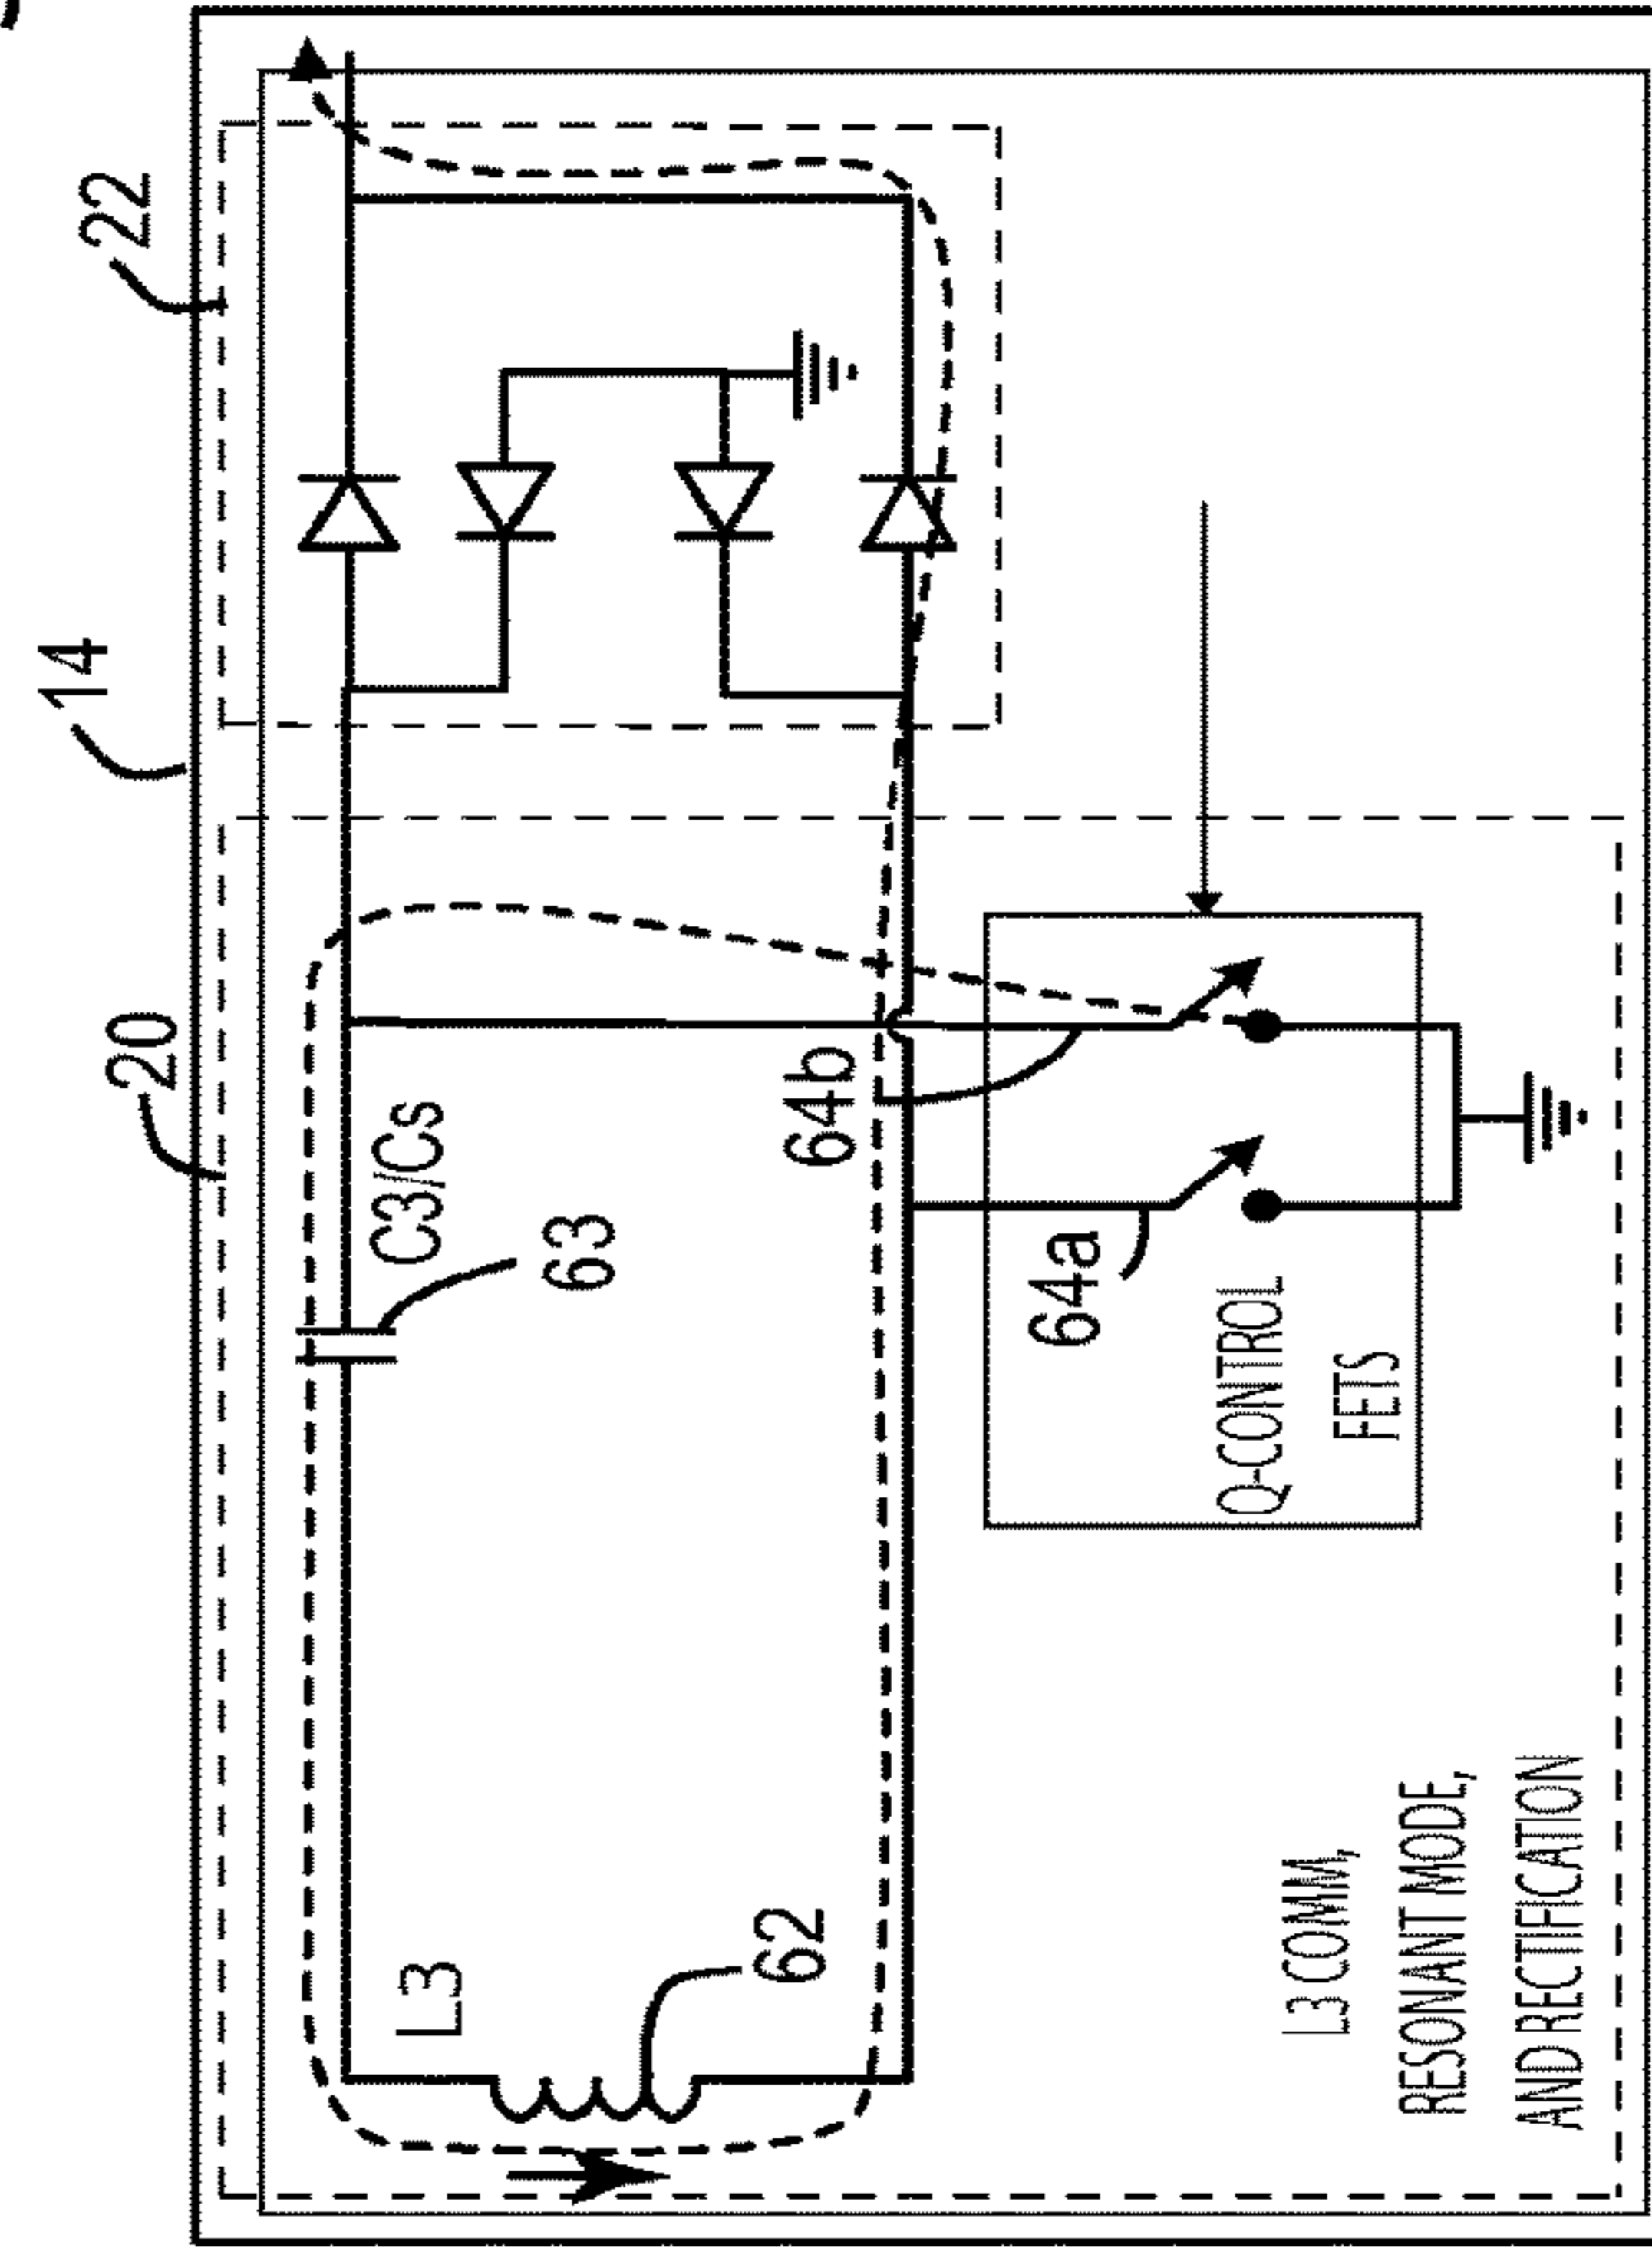 14
20
22
L3
C3/Cs
63
62
64b
64a
Q-CONTROL
FETS
L3 COMM,
RESONANT MODE,
AND RECTIFICATION